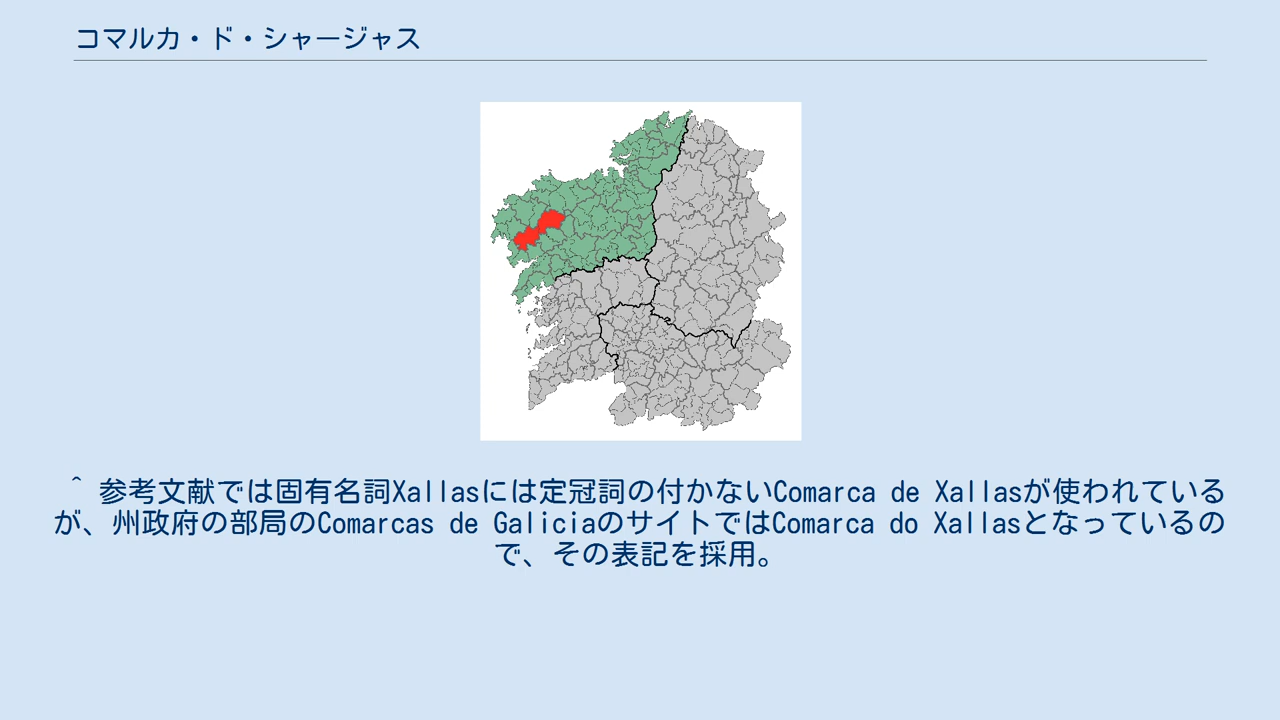 コマルカ・ド・シャージャス
^ 参考文献では固有名詞Xallasには定冠詞の付かないComarca de Xallasが使われている
が、州政府の部局のComarcas de GaliciaのサイトではComarca do Xallasとなっているの
で、その表記を採用。